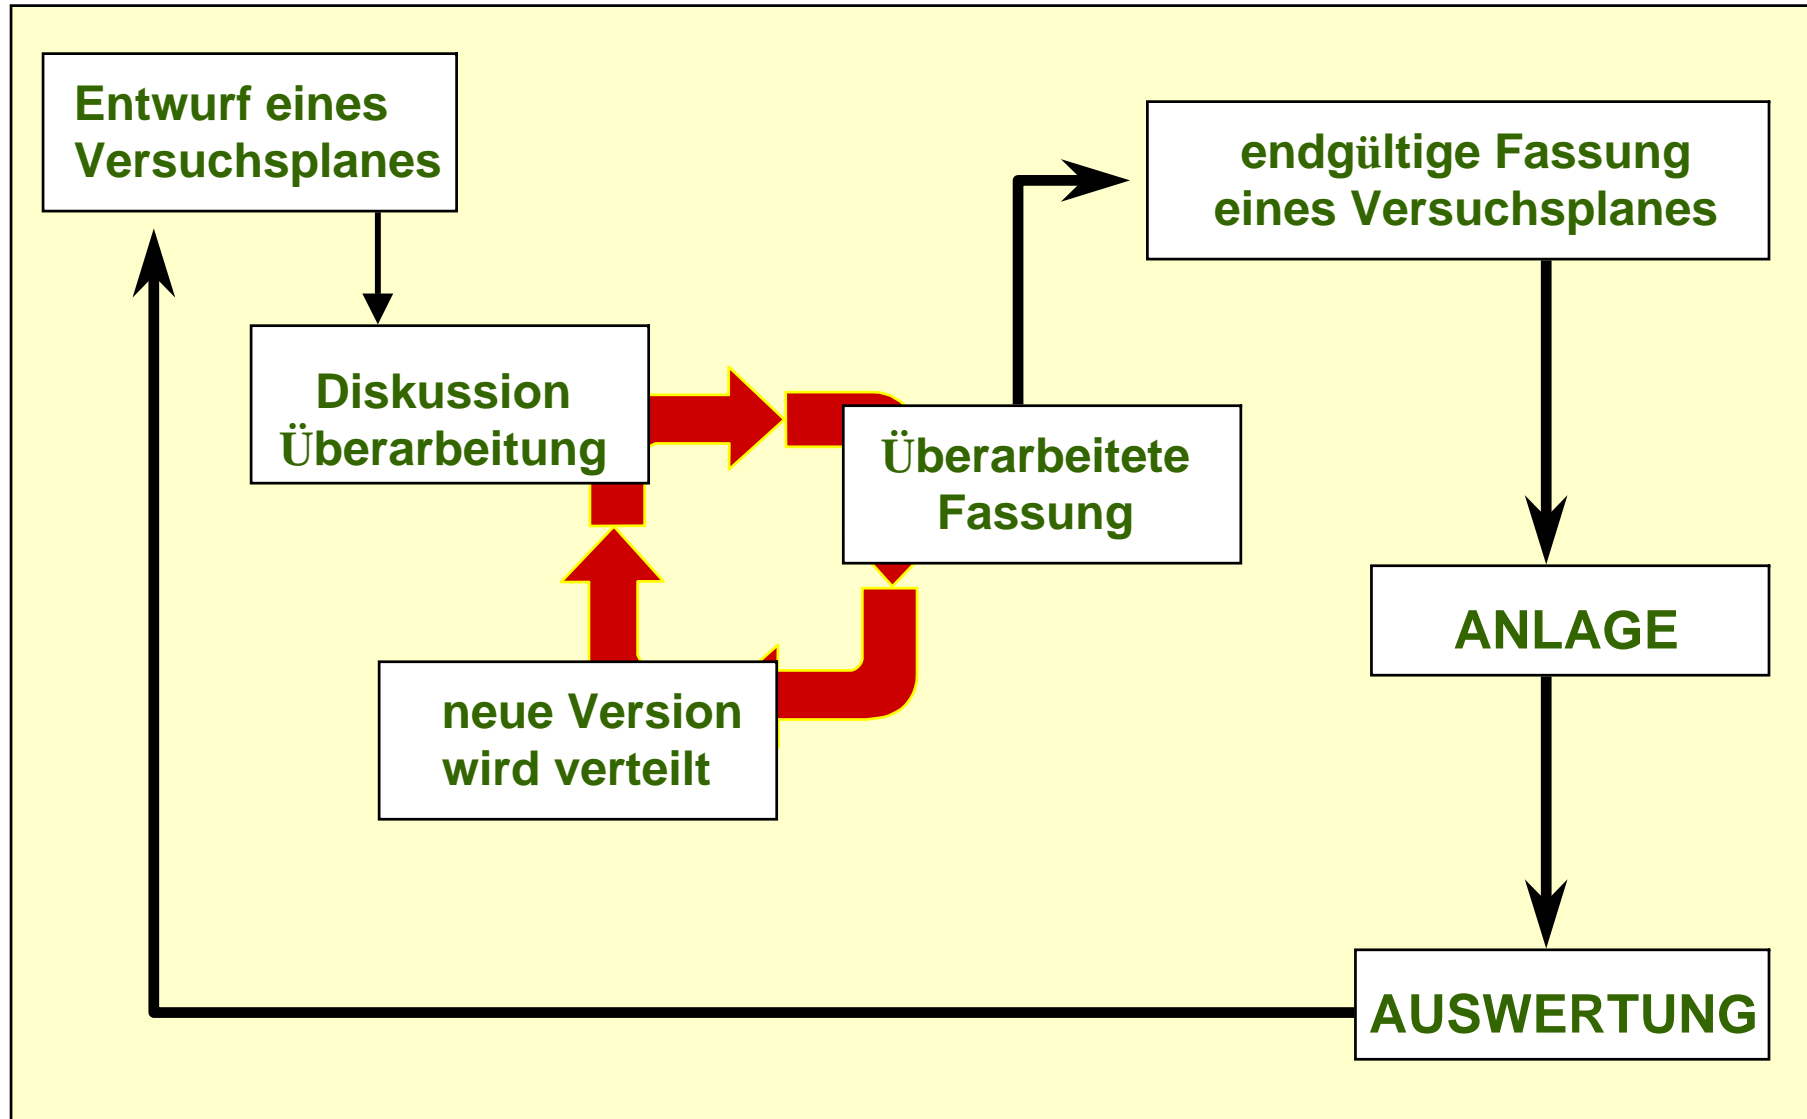 Entwurf eines
Versuchsplanes
endgültige Fassung
eines Versuchsplanes
Diskussion
Überarbeitung
Überarbeitete
Fassung
neue Version
wird verteilt
ANLAGE
AUSWERTUNG